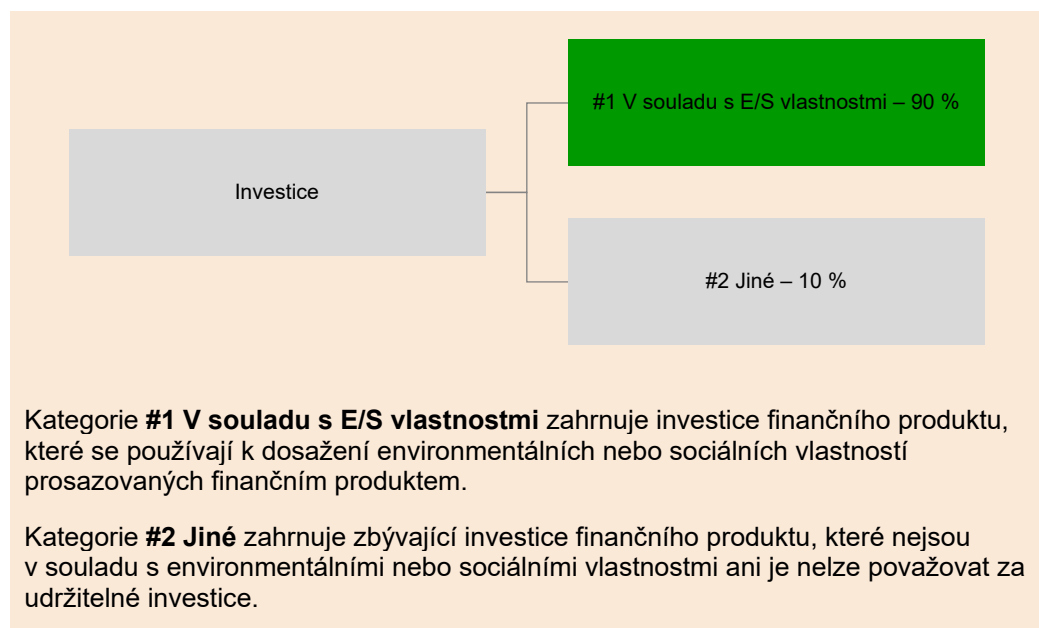 #1 V souladu s E/S vlastnostmi – 90 %
Investice
#2 Jiné – 10 %
Kategorie #1 V souladu s E/S vlastnostmi zahrnuje investice finančního produktu,
které se používají k dosažení environmentálních nebo sociálních vlastností
prosazovaných finančním produktem.
Kategorie #2 Jiné zahrnuje zbývající investice finančního produktu, které nejsou
v souladu s environmentálními nebo sociálními vlastnostmi ani je nelze považovat za
udržitelné investice.